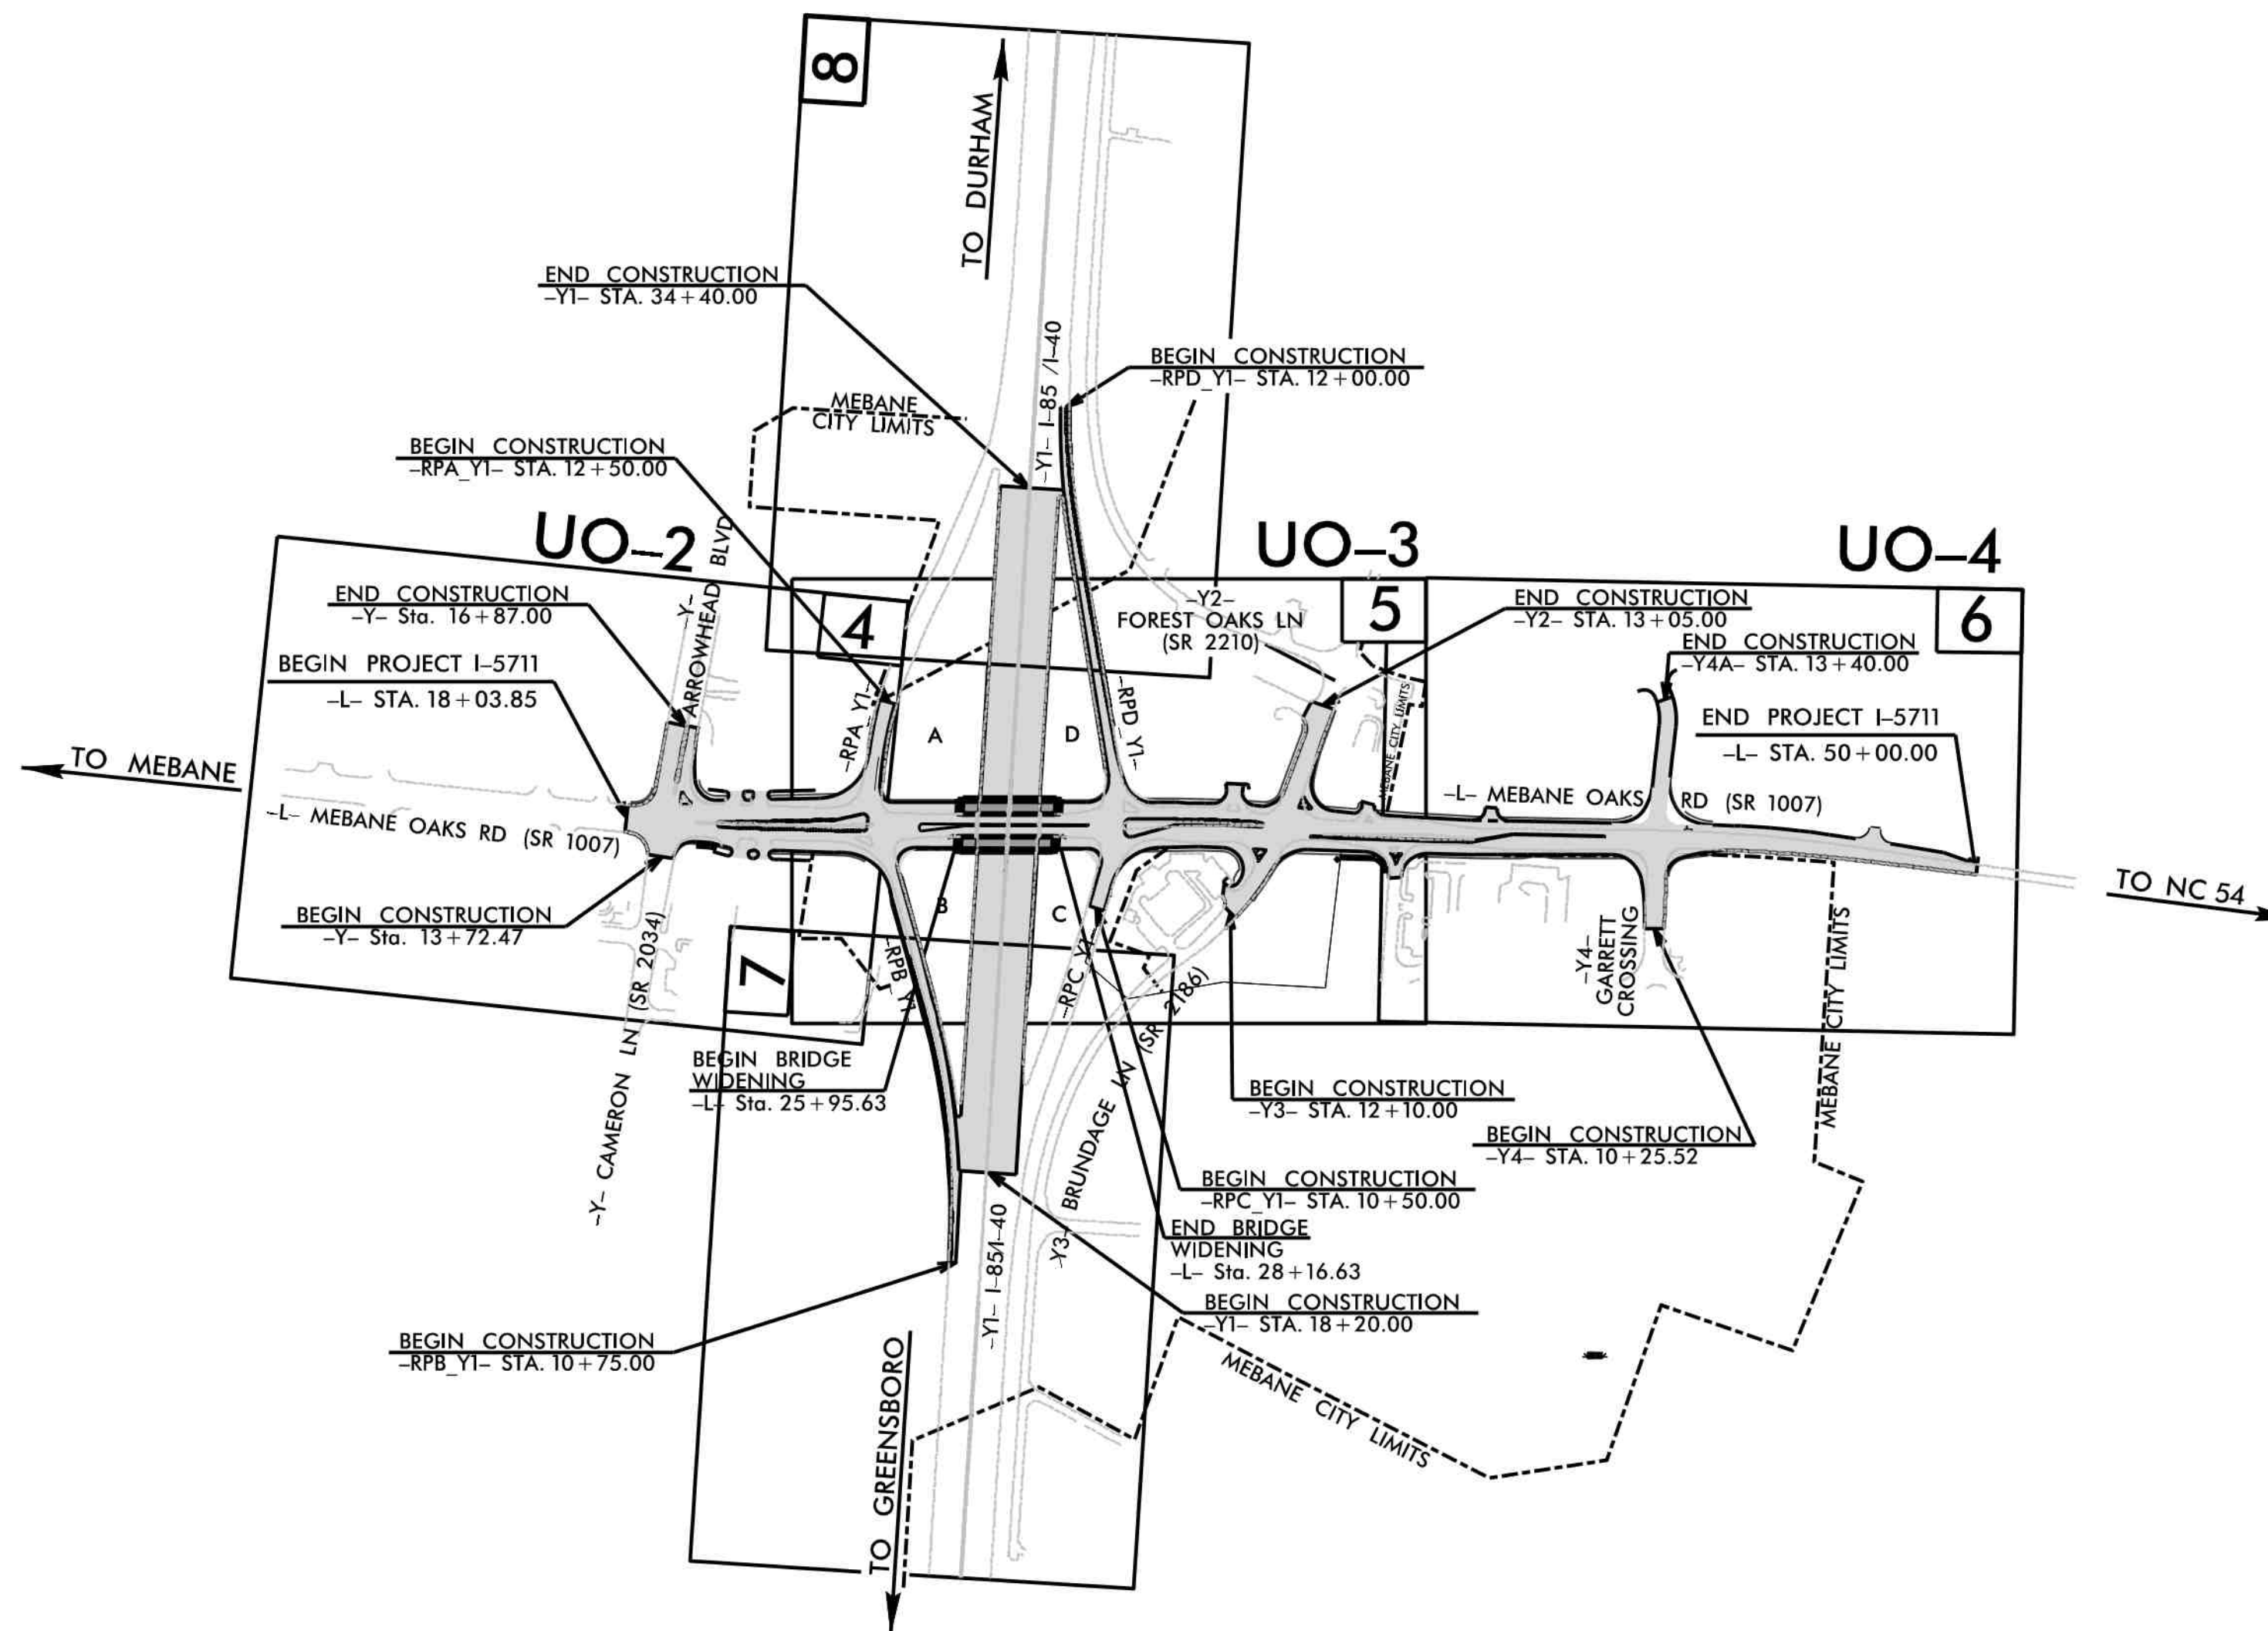 8
TO DURHAM
END CONSTRUCTION
-Y1- STA. 34+40.00
-Y1- I-85 /I-40
BEGIN CONSTRUCTION
-RPD_Y1- STA. 12+00.00
MEBANE
CITY LIMITS
BEGIN CONSTRUCTION
-RPA_Y1- STA. 12+50.00
UO-2
UO-3
UO-4
-Y-
ARROWHEAD BLVD
END CONSTRUCTION
-Y- Sta. 16+87.00
4
-Y2-
FOREST OAKS LN
(SR 2210)
5
END CONSTRUCTION
-Y2- STA. 13+05.00
6
END CONSTRUCTION
-Y4A- STA. 13+40.00
BEGIN PROJECT I-5711
-L- STA. 18+03.85
-RPA_Y1-
A
D
-RPD_Y1-
MEBANE CITY LIMITS
END PROJECT I-5711
-L- STA. 50+00.00
TO MEBANE
-L- MEBANE OAKS RD (SR 1007)
-L- MEBANE OAKS RD (SR 1007)
TO NC 54
BEGIN CONSTRUCTION
-Y- Sta. 13+72.47
B
C
-Y- CAMERON LN (SR 2034)
7
-RPB_Y1-
-RPC_Y1-
-Y3- BRUNDAGE LN (SR 2186)
-Y4-
GARRETT
CROSSING
MEBANE CITY LIMITS
BEGIN BRIDGE
WIDENING
-L- Sta. 25+95.63
BEGIN CONSTRUCTION
-Y3- STA. 12+10.00
BEGIN CONSTRUCTION
-Y4- STA. 10+25.52
BEGIN CONSTRUCTION
-RPC_Y1- STA. 10+50.00
END BRIDGE
WIDENING
-L- Sta. 28+16.63
-Y1- I-85/I-40
BEGIN CONSTRUCTION
-Y1- STA. 18+20.00
BEGIN CONSTRUCTION
-RPB_Y1- STA. 10+75.00
MEBANE CITY LIMITS
TO GREENSBORO